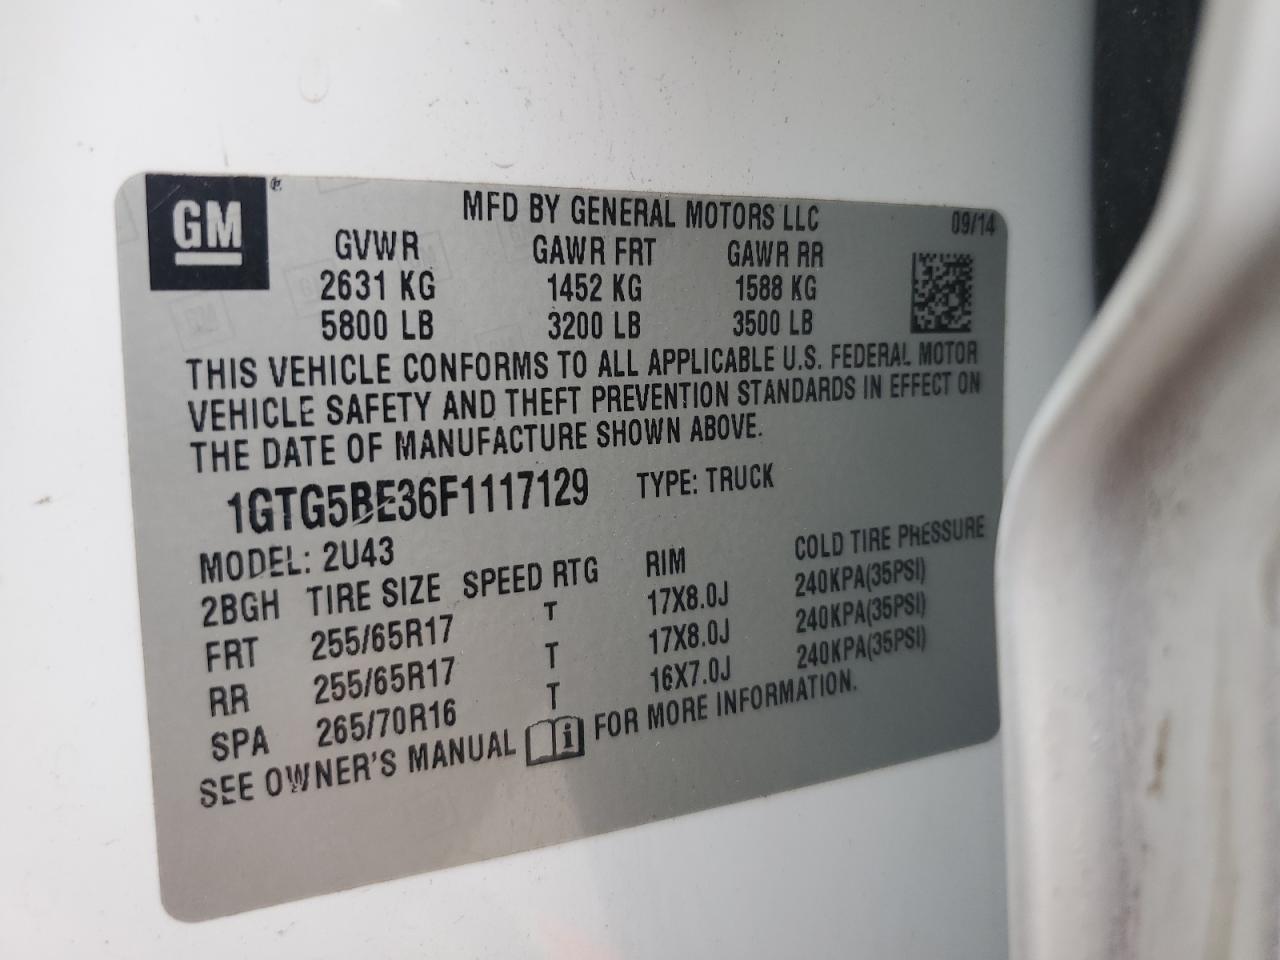 GM
MFD BY GENERAL MOTORS LLC 09/14
GVWR GAWR FRT GAWR RR
2631 KG 1452 KG 1588 KG
5800 LB 3200 LB 3500 LB
THIS VEHICLE CONFORMS TO ALL APPLICABLE U.S. FEDERAL MOTOR
VEHICLE SAFETY AND THEFT PREVENTION STANDARDS IN EFFECT ON
THE DATE OF MANUFACTURE SHOWN ABOVE.
1GTG5BE36F1117129 TYPE: TRUCK
MODEL: 2U43
2BGH TIRE SIZE SPEED RTG RIM COLD TIRE PRESSURE
FRT 255/65R17 T 17X8.0J 240KPA(35PSI)
RR 255/65R17 T 17X8.0J 240KPA(35PSI)
SPA 265/70R16 T 16X7.0J 240KPA(35PSI)
SEE OWNER'S MANUAL i FOR MORE INFORMATION.